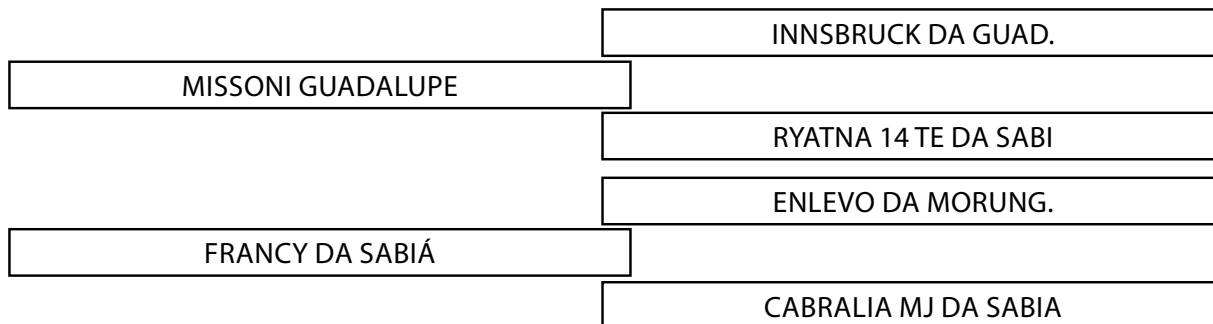 INNSBRUCK DA GUAD.
MISSONI GUADALUPE
RYATNA 14 TE DA SABI
ENLEVO DA MORUNG.
FRANCY DA SABIÁ
CABRALIA MJ DA SABIA